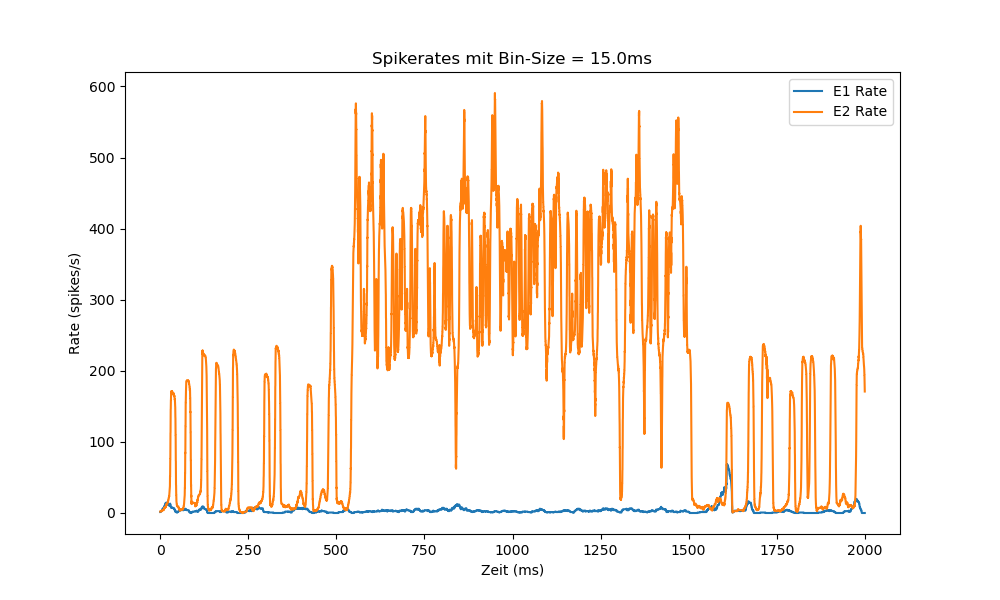 Spikerates mit Bin-Size = 15.0ms
E1 Rate
E2 Rate
Rate (spikes/s)
600
500
400
300
200
100
0
0 250 500 750 1000 1250 1500 1750 2000
Zeit (ms)